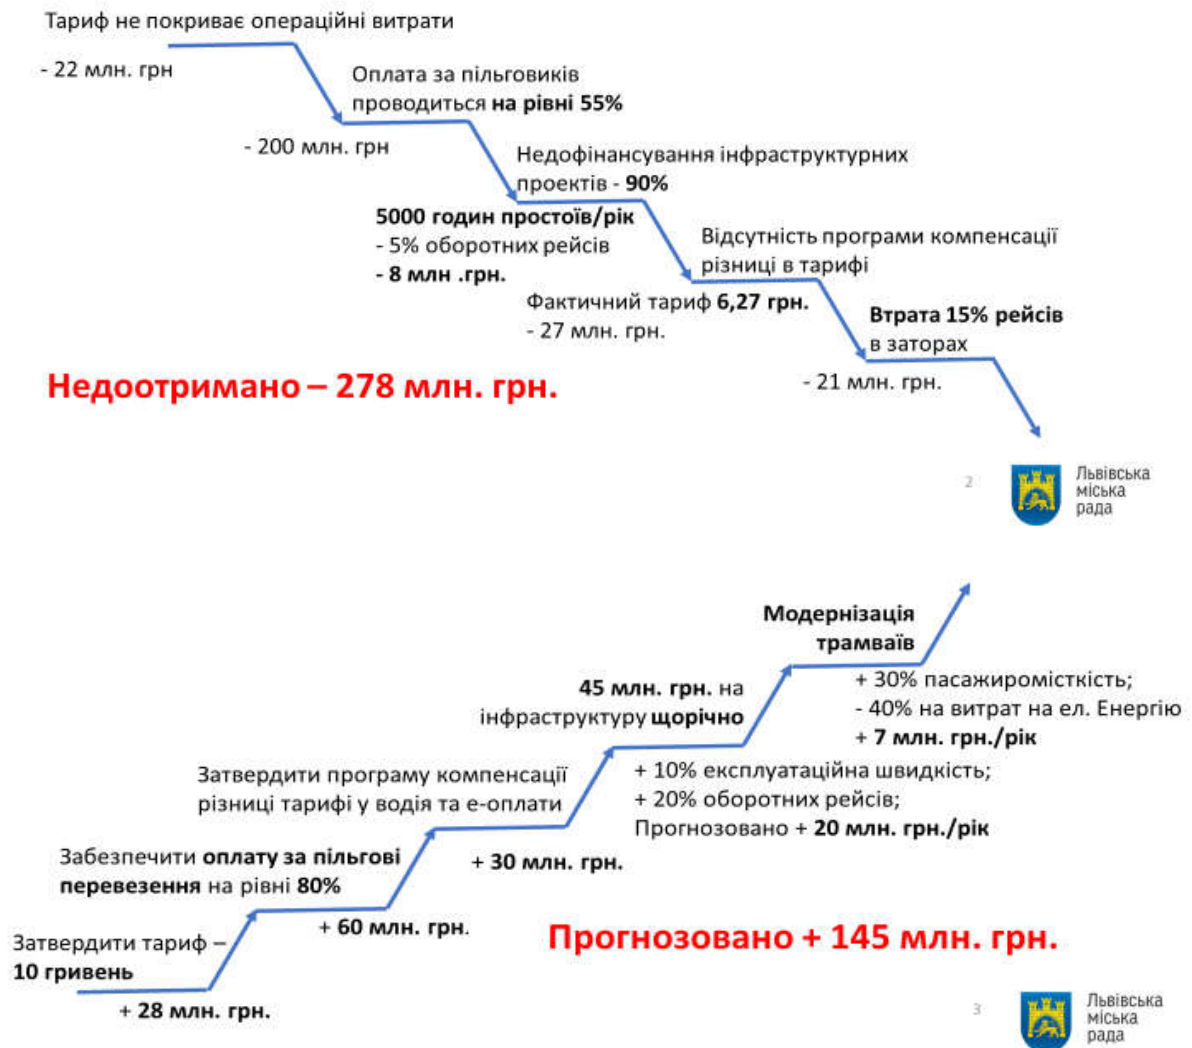 Тариф не покриває операційні витрати
- 22 млн. грн
Оплата за пільговиків
проводиться на рівні 55%
- 200 млн. грн
Недофінансування інфраструктурних
проектів - 90%
5000 годин простоїв/рік
- 5% оборотних рейсів
- 8 млн .грн.
Відсутність програми компенсації
різниці в тарифі
Фактичний тариф 6,27 грн.
- 27 млн. грн.
Втрата 15% рейсів
в заторах
- 21 млн. грн.
Недоотримано – 278 млн. грн.
2
Львівська
міська
рада
Модернізація
трамваїв
+ 30% пасажиромісткість;
- 40% на витрат на ел. Енергію
+ 7 млн. грн./рік
45 млн. грн. на
інфраструктуру щорічно
+ 10% експлуатаційна швидкість;
+ 20% оборотних рейсів;
Прогнозовано + 20 млн. грн./рік
Затвердити програму компенсації
різниці тарифі у водія та е-оплати
+ 30 млн. грн.
Забезпечити оплату за пільгові
перевезення на рівні 80%
+ 60 млн. грн.
Затвердити тариф –
10 гривень
+ 28 млн. грн.
Прогнозовано + 145 млн. грн.
3
Львівська
міська
рада